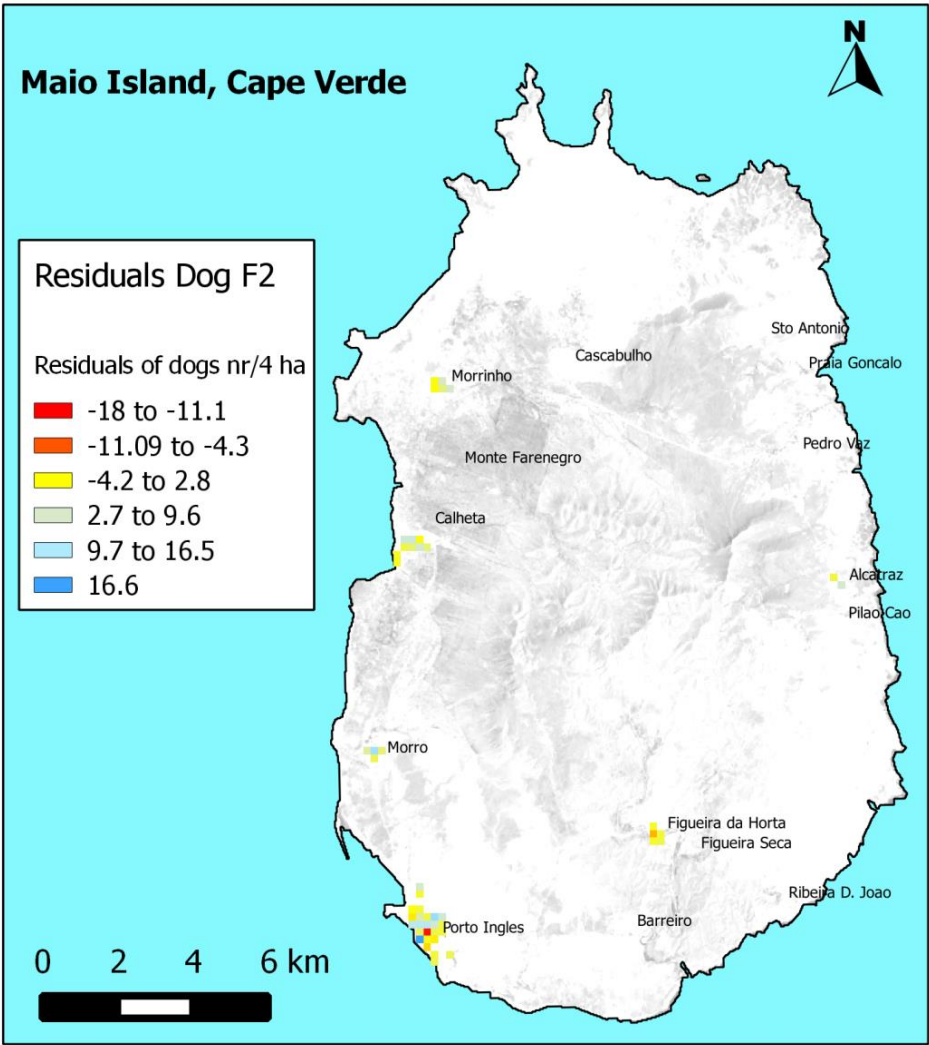 N
Maio Island, Cape Verde
Residuals Dog F2
Residuals of dogs nr/4 ha
-18 to -11.1
-11.09 to -4.3
-4.2 to 2.8
2.7 to 9.6
9.7 to 16.5
16.6
Sto Antonio
Cascabulho
Praia Goncalo
Morrinho
Pedro Vaz
Monte Farenegro
Calheta
Alcatraz
Pilao Cao
Morro
Figueira da Horta
Figueira Seca
Ribeira D. Joao
Barreiro
Porto Ingles
0 2 4 6 km